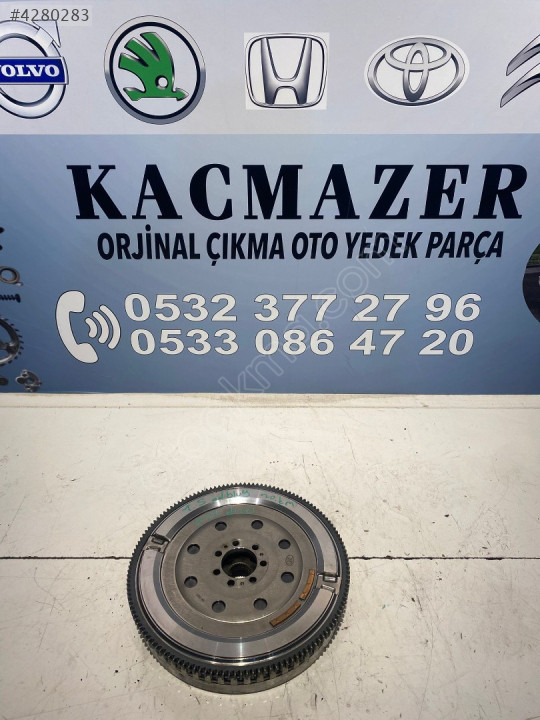 #4280283
VOLVO
KACMAZER
ORJİNAL ÇIKMA OTO YEDEK PARÇA
0532 377 27 96
0533 086 47 20